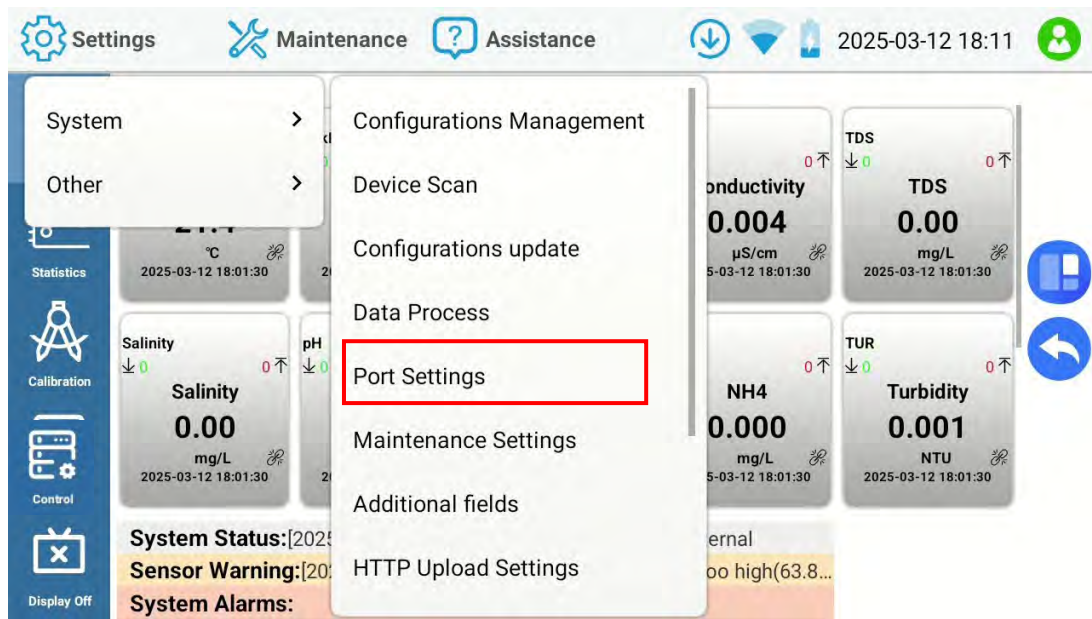 Settings Maintenance ? Assistance 2025-03-12 18:11
System >
Other >
Configurations Management
Device Scan
Configurations update
Data Process
Port Settings
Maintenance Settings
Additional fields
HTTP Upload Settings
Statistics
Calibration
Control
Display Off
°C
2025-03-12 18:01:30
0
0.004
µS/cm
5-03-12 18:01:30
TDS
0 0
TDS
0.00
mg/L
2025-03-12 18:01:30
Salinity
0 0
Salinity
0.00
mg/L
2025-03-12 18:01:30
pH
0
0
NH4
0.000
mg/L
5-03-12 18:01:30
TUR
0 0
Turbidity
0.001
NTU
2025-03-12 18:01:30
System Status:[2025 ernal
Sensor Warning:[20 oo high(63.8...
System Alarms: